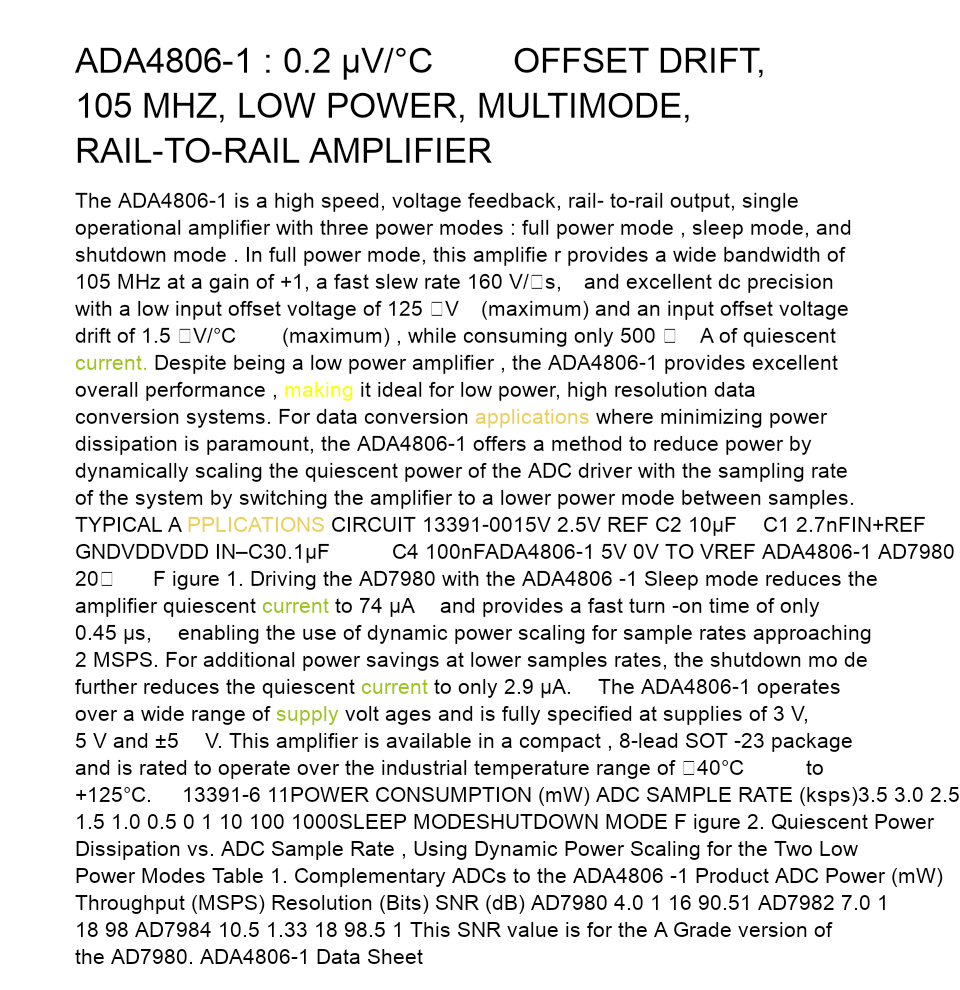 ADA4806-1 : 0.2 µV/°C OFFSET DRIFT,
105 MHZ, LOW POWER, MULTIMODE,
RAIL-TO-RAIL AMPLIFIER
The ADA4806-1 is a high speed, voltage feedback, rail- to-rail output, single
operational amplifier with three power modes : full power mode , sleep mode, and
shutdown mode . In full power mode, this amplifie r provides a wide bandwidth of
105 MHz at a gain of +1, a fast slew rate 160 V/□s, and excellent dc precision
with a low input offset voltage of 125 □V (maximum) and an input offset voltage
drift of 1.5 □V/°C (maximum) , while consuming only 500 □ A of quiescent
current. Despite being a low power amplifier , the ADA4806-1 provides excellent
overall performance , making it ideal for low power, high resolution data
conversion systems. For data conversion applications where minimizing power
dissipation is paramount, the ADA4806-1 offers a method to reduce power by
dynamically scaling the quiescent power of the ADC driver with the sampling rate
of the system by switching the amplifier to a lower power mode between samples.
TYPICAL A PPLICATIONS CIRCUIT 13391-0015V 2.5V REF C2 10µF C1 2.7nFIN+REF
GNDVDDVDD IN–C30.1µF C4 100nFADA4806-1 5V 0V TO VREF ADA4806-1 AD7980
20□ F igure 1. Driving the AD7980 with the ADA4806 -1 Sleep mode reduces the
amplifier quiescent current to 74 µA and provides a fast turn -on time of only
0.45 µs, enabling the use of dynamic power scaling for sample rates approaching
2 MSPS. For additional power savings at lower samples rates, the shutdown mo de
further reduces the quiescent current to only 2.9 µA. The ADA4806-1 operates
over a wide range of supply volt ages and is fully specified at supplies of 3 V,
5 V and ±5 V. This amplifier is available in a compact , 8-lead SOT -23 package
and is rated to operate over the industrial temperature range of □40°C to
+125°C. 13391-6 11POWER CONSUMPTION (mW) ADC SAMPLE RATE (ksps)3.5 3.0 2.5
1.5 1.0 0.5 0 1 10 100 1000SLEEP MODESHUTDOWN MODE F igure 2. Quiescent Power
Dissipation vs. ADC Sample Rate , Using Dynamic Power Scaling for the Two Low
Power Modes Table 1. Complementary ADCs to the ADA4806 -1 Product ADC Power (mW)
Throughput (MSPS) Resolution (Bits) SNR (dB) AD7980 4.0 1 16 90.51 AD7982 7.0 1
18 98 AD7984 10.5 1.33 18 98.5 1 This SNR value is for the A Grade version of
the AD7980. ADA4806-1 Data Sheet